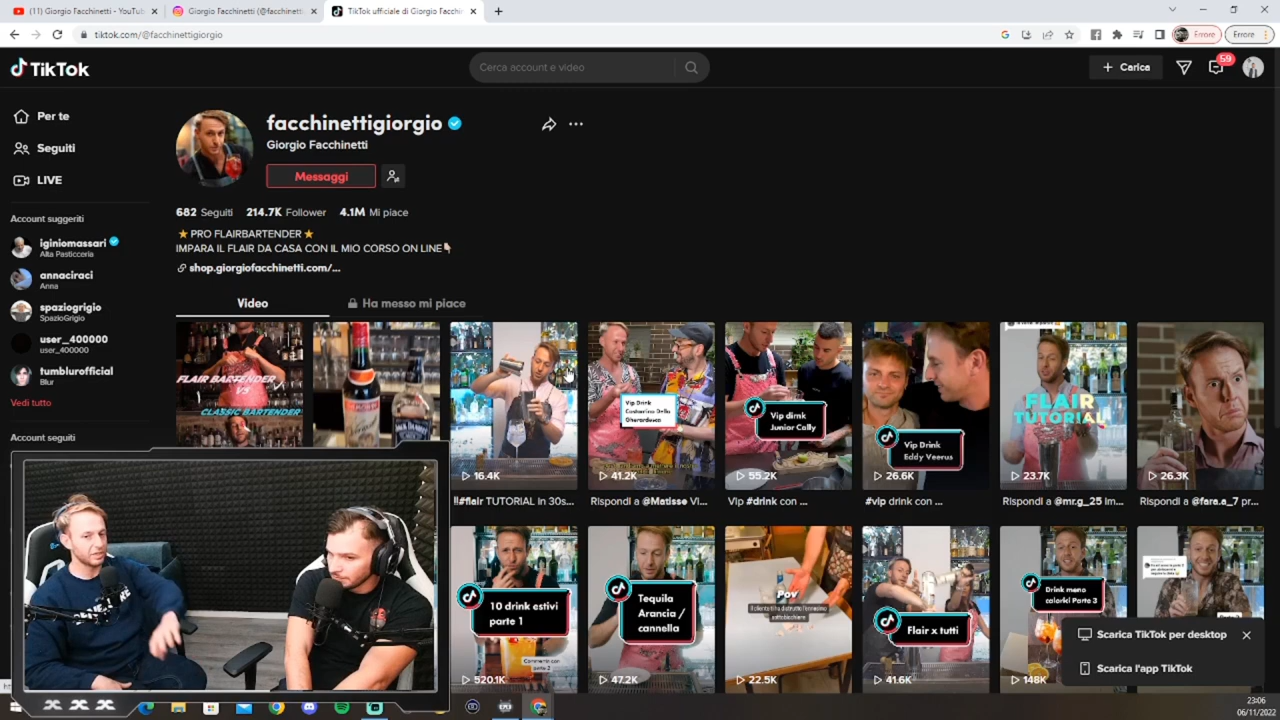 (11) Giorgio Facchinetti - YouTub
Giorgio Facchinetti (@facchinetti
TikTok ufficiale di Giorgio Facchin
tiktok.com/@facchinettigiorgio
Errore
Errore
TikTok
Cerca account e video
Carica
59
Per te
Seguiti
LIVE
Account suggeriti
iginiomassari
Alta Pasticceria
annaciraci
Anna
spaziogrigio
SpazioGrigio
user_400000
user_400000
tumblurofficial
Blur
Vedi tutto
Account seguiti
facchinettigiorgio
Giorgio Facchinetti
Messaggi
682 Seguiti 214.7K Follower 4.1M Mi piace
PRO FLAIRBARTENDER
IMPARA IL FLAIR DA CASA CON IL MIO CORSO ON LINE
shop.giorgiofacchinetti.com/...
Video
Ha messo mi piace
FLAIR BARTENDER
VS
CLASSIC BARTENDER
16.4K
!!#flair TUTORIAL in 30s...
Vip Drink
Costantino Della
Gherardesca
41.2K
Rispondi a @Matisse Vi...
Vip dirnk
Junior Cally
55.2K
Vip #drink con ...
Vip Drink
Eddy Veerus
26.6K
#vip drink con ...
FLAIR
TUTORIAL
23.7K
Rispondi a @mr.g_25 Im...
26.3K
Rispondi a @fara.a_7 pr...
10 drink estivi
parte 1
520.1K
Tequila
Arancia /
cannella
47.2K
Pov
22.5K
Flair x tutti
41.6K
Drink meno
calorici Parte 3
148K
Scarica TikTok per desktop
Scarica l'app TikTok
23:06
06/11/2022